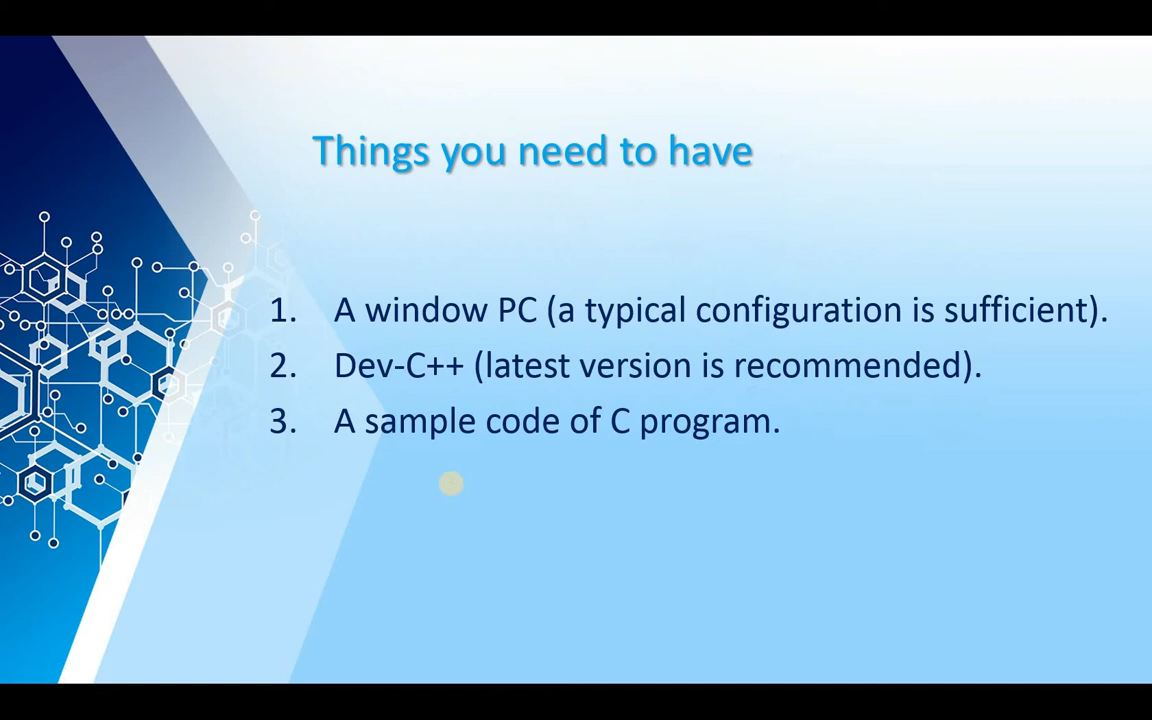 Things you need to have
1. A window PC (a typical configuration is sufficient).
2. Dev-C++ (latest version is recommended).
3. A sample code of C program.